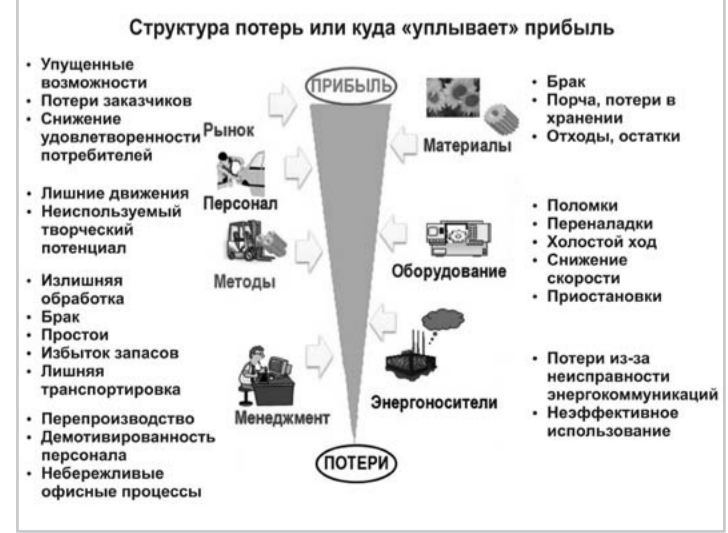 Структура потерь или куда «уплывает» прибыль
• Упущенные
возможности
• Потери заказчиков
• Снижение
удовлетворенности
потребителей
Рынок
• Лишние движения
• Неиспользуемый
творческий
потенциал
Персонал
• Излишняя
обработка
• Брак
• Простои
• Избыток запасов
• Лишняя
транспортировка
Методы
• Перепроизводство
• Демотивированность
персонала
• Небережливые
офисные процессы
Менеджмент
ПРИБЫЛЬ
ПОТЕРИ
Материалы
• Брак
• Порча, потери в
хранении
• Отходы, остатки
Оборудование
• Поломки
• Переналадки
• Холостой ход
• Снижение
скорости
• Приостановки
Энергоносители
• Потери из-за
неисправности
энергокоммуникаций
• Неэффективное
использование